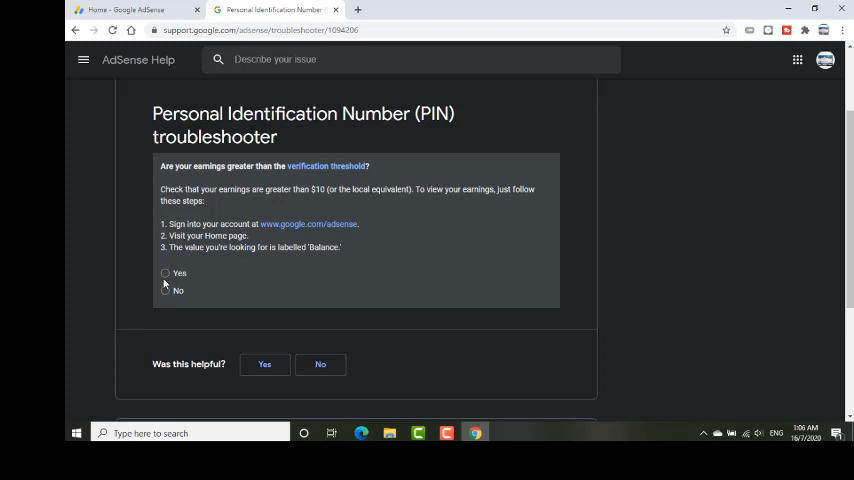 Home - Google AdSense
Personal Identification Number (
support.google.com/adsense/troubleshooter/1094206
AdSense Help
Describe your issue
Personal Identification Number (PIN)
troubleshooter
Are your earnings greater than the verification threshold?
Check that your earnings are greater than $10 (or the local equivalent). To view your earnings, just follow
these steps:
1. Sign into your account at www.google.com/adsense.
2. Visit your Home page.
3. The value you're looking for is labelled 'Balance.'
Yes
No
Was this helpful?
Yes
No
Type here to search
ENG
1:06 AM
16/7/2020